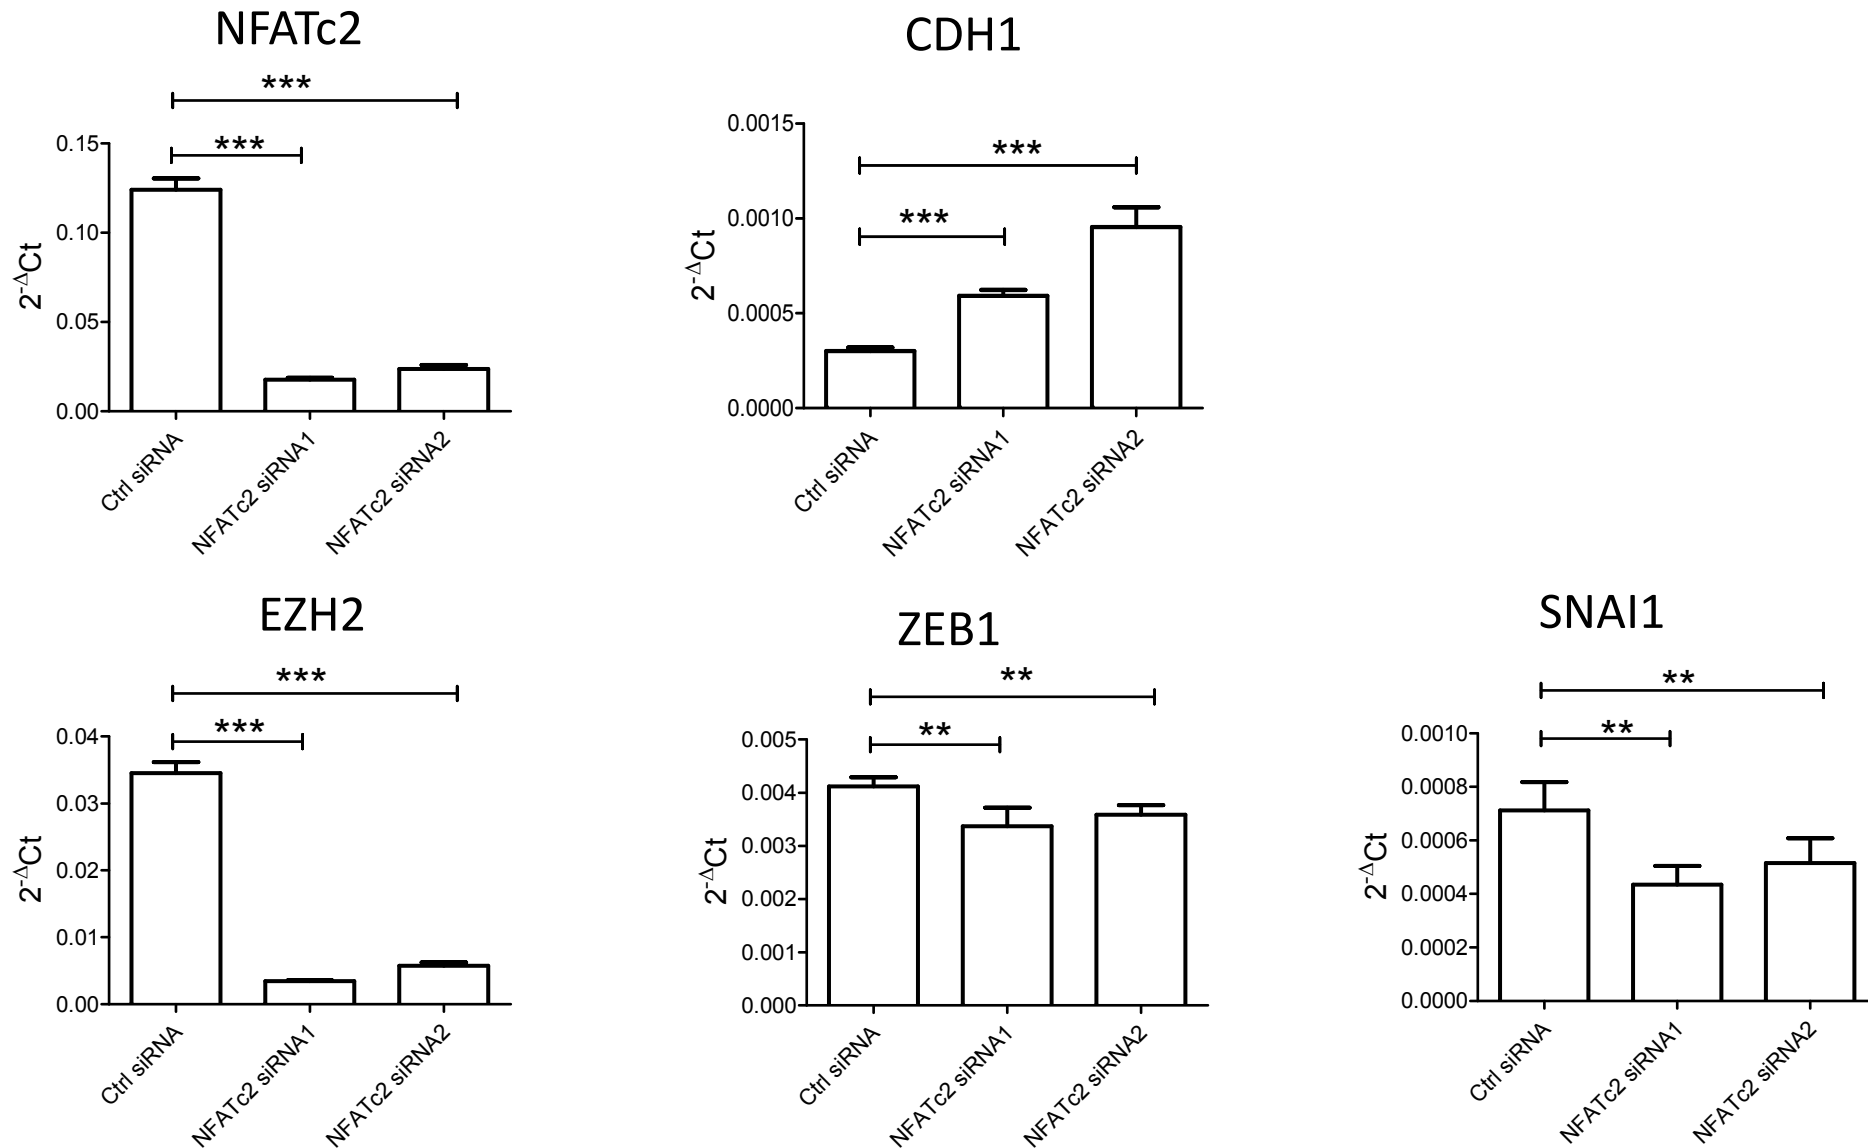 NFATc2
***
***
0.15
0.10
0.05
0.00
2-ΔCt
Ctrl siRNA
NFATc2 siRNA1
NFATc2 siRNA2
CDH1
***
***
0.0015
0.0010
0.0005
0.0000
2-ΔCt
Ctrl siRNA
NFATc2 siRNA1
NFATc2 siRNA2
EZH2
***
***
0.04
0.03
0.02
0.01
0.00
2-ΔCt
Ctrl siRNA
NFATc2 siRNA1
NFATc2 siRNA2
ZEB1
**
**
0.005
0.004
0.003
0.002
0.001
0.000
2-ΔCt
Ctrl siRNA
NFATc2 siRNA1
NFATc2 siRNA2
SNAI1
**
**
0.0010
0.0008
0.0006
0.0004
0.0002
0.0000
2-ΔCt
Ctrl siRNA
NFATc2 siRNA1
NFATc2 siRNA2